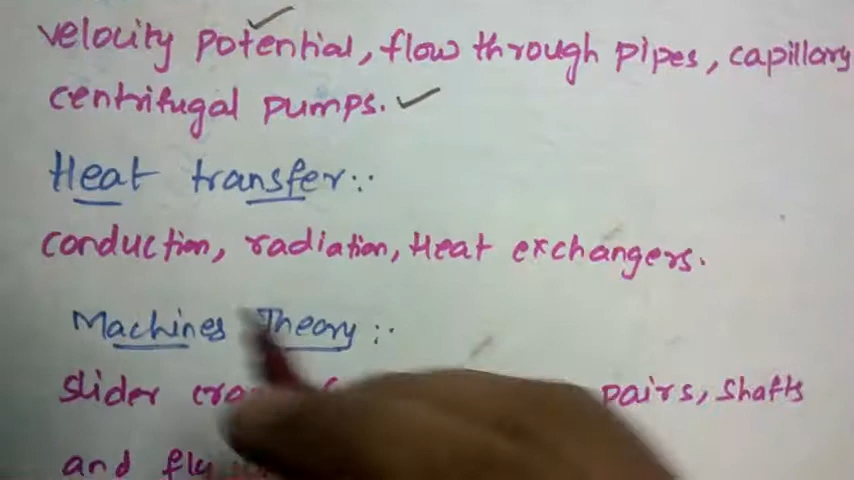 velocity potential, flow through pipes, capillary
centrifugal pumps.
Heat transfer:
conduction, radiation, Heat exchangers.
Machines Theory:
slider pairs, shafts
and